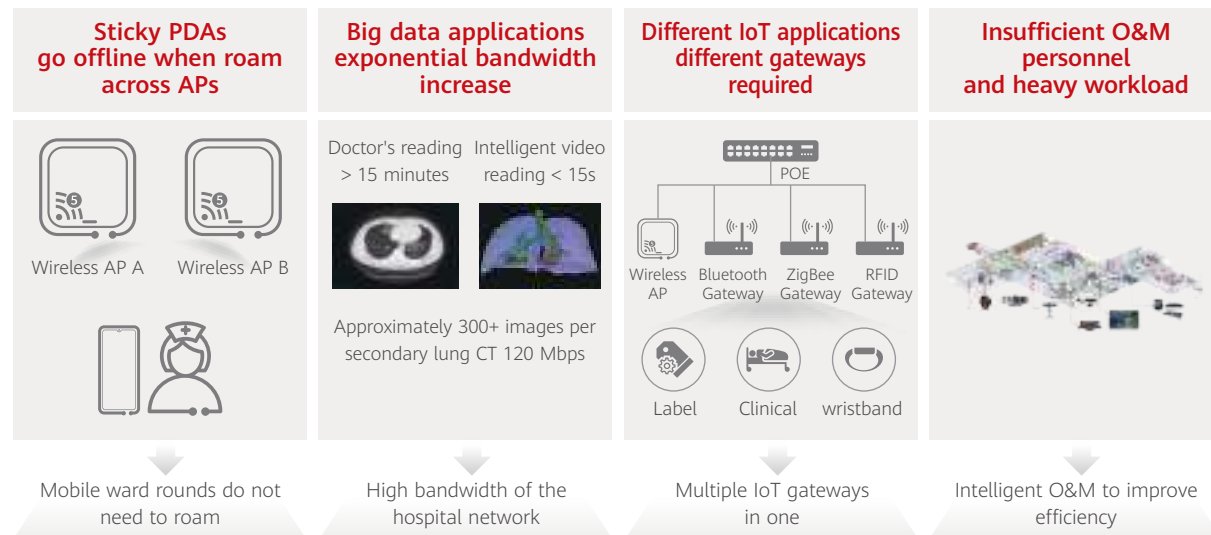 Sticky PDAs
go offline when roam
across APs
Big data applications
exponential bandwidth
increase
Different IoT applications
different gateways
required
Insufficient O&M
personnel
and heavy workload
5
5
Wireless AP A
Wireless AP B
Doctor's reading
> 15 minutes
Intelligent video
reading < 15s
Approximately 300+ images per
secondary lung CT 120 Mbps
POE
Wireless
AP
Bluetooth
Gateway
ZigBee
Gateway
RFID
Gateway
Label
Clinical
wristband
Mobile ward rounds do not
need to roam
High bandwidth of the
hospital network
Multiple IoT gateways
in one
Intelligent O&M to improve
efficiency